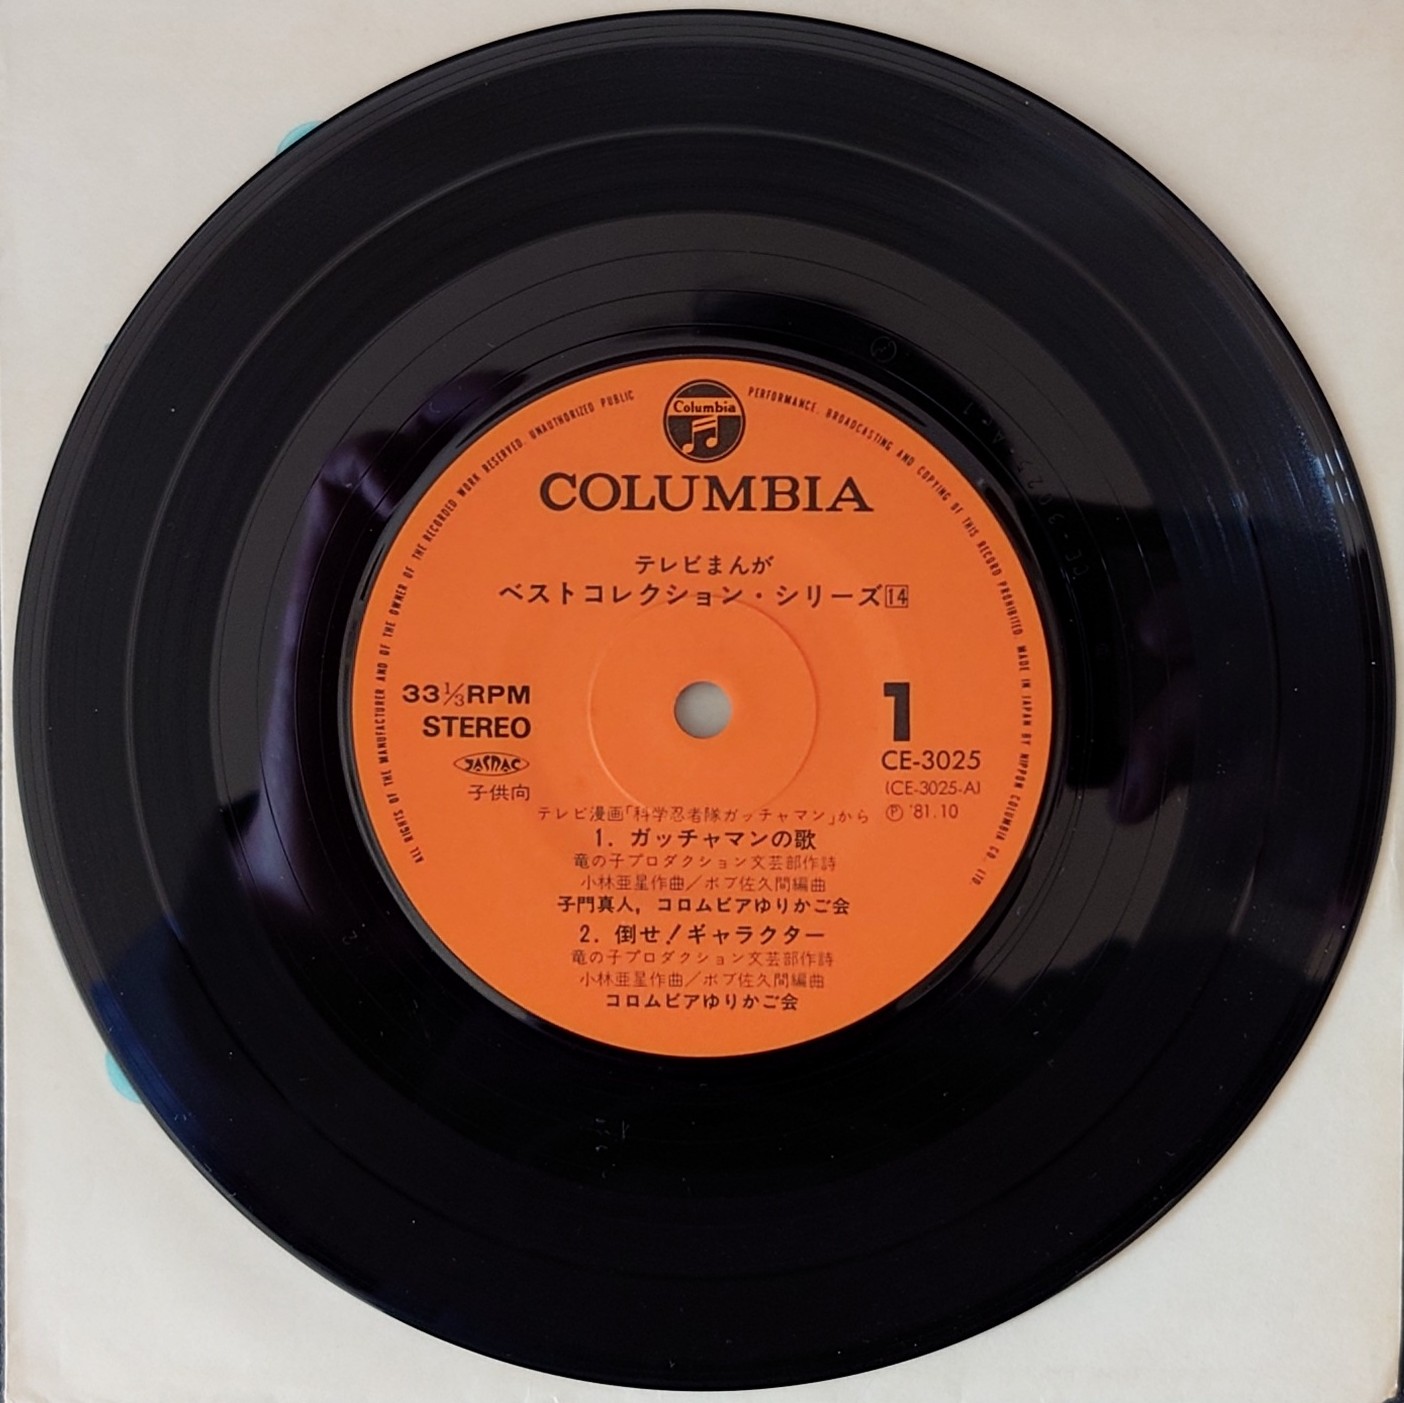 ALL RIGHTS OF THE MANUFACTURER AND OF THE OWNER OF THE RECORDED WORK RESERVED. UNAUTHORIZED PUBLIC PERFORMANCE. BROADCASTING AND COPYING OF THIS RECORD PROHIBITED. MADE IN JAPAN BY NIPPON COLUMBIA CO., LTD.
Columbia
COLUMBIA
テレビまんが
ベストコレクション・シリーズ14
33⅓RPM
STEREO
JASRAC
子供向
1
CE-3025
(CE-3025-A)
Ⓟ '81.10
テレビ漫画「科学忍者隊ガッチャマン」から
1. ガッチャマンの歌
竜の子プロダクション文芸部作詩
小林亜星作曲／ボブ佐久間編曲
子門真人，コロムビアゆりかご会
2. 倒せ!ギャラクター
竜の子プロダクション文芸部作詩
小林亜星作曲／ボブ佐久間編曲
コロムビアゆりかご会